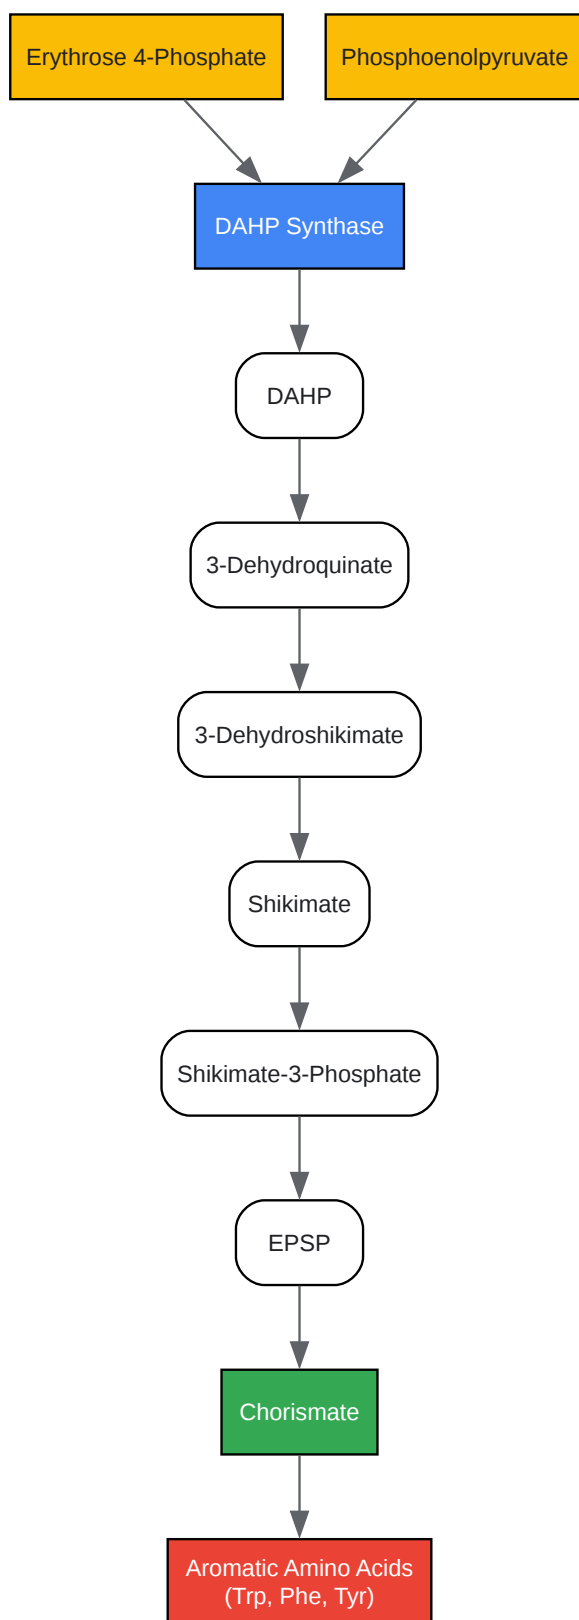 Erythrose 4-Phosphate
Phosphoenolpyruvate
DAHP Synthase
DAHP
3-Dehydroquinate
3-Dehydroshikimate
Shikimate
Shikimate-3-Phosphate
EPSP
Chorismate
Aromatic Amino Acids
(Trp, Phe, Tyr)